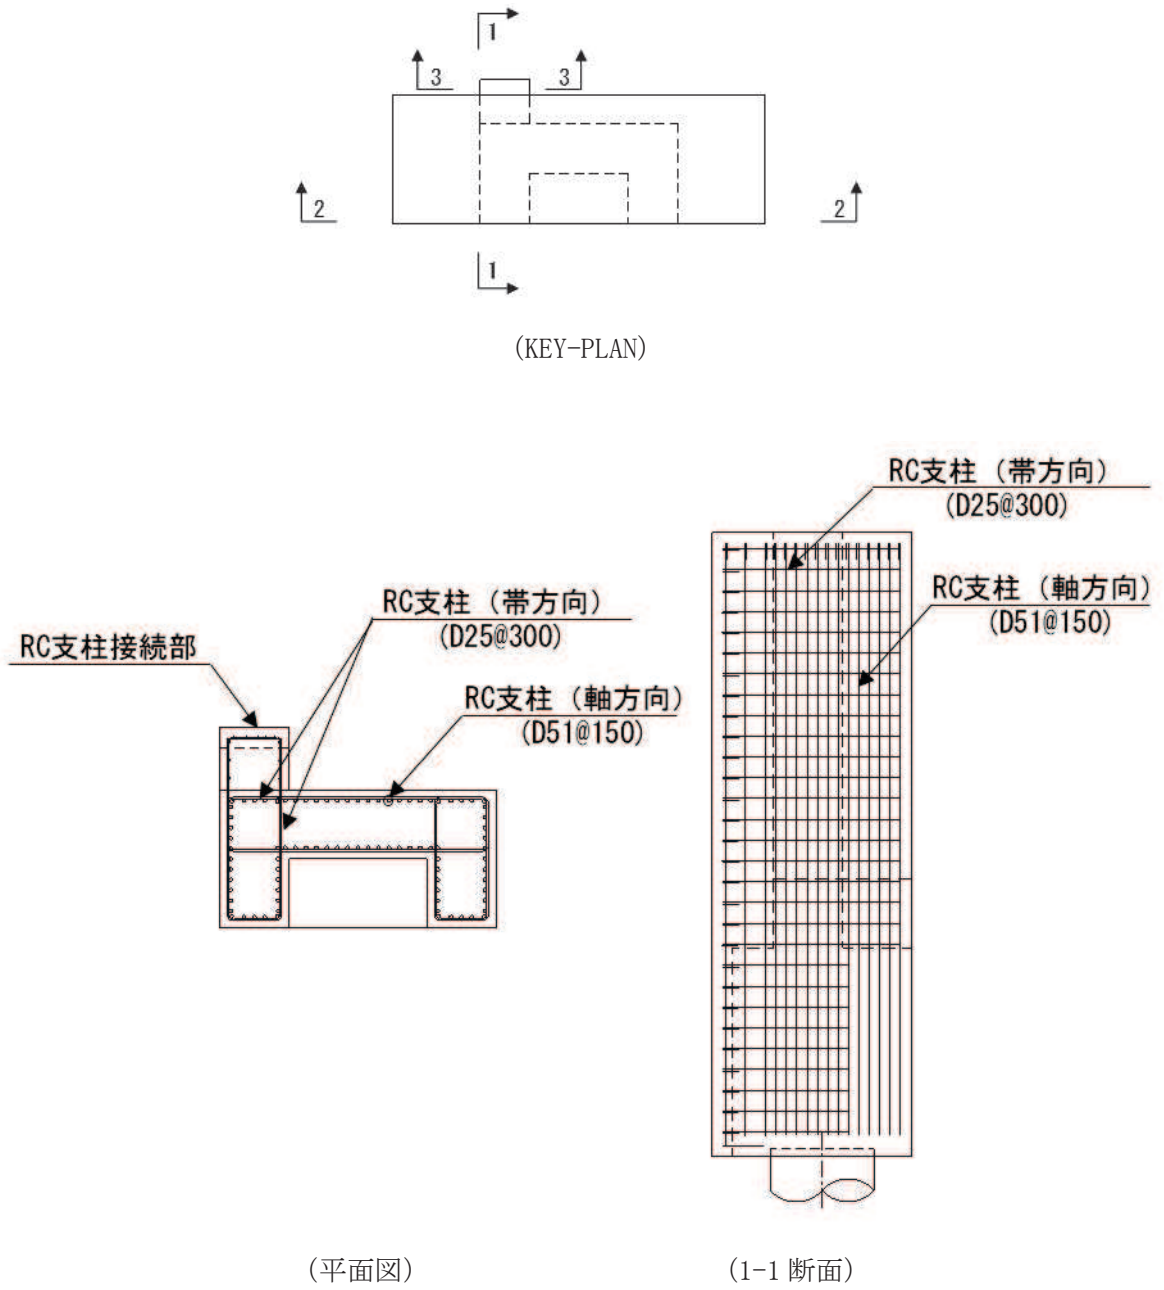 1
3
3
2
2
1
(KEY-PLAN)
RC支柱（帯方向）
(D25@300)
RC支柱（軸方向）
(D51@150)
RC支柱（帯方向）
(D25@300)
RC支柱接続部
RC支柱（軸方向）
(D51@150)
(平面図)
(1-1 断面)